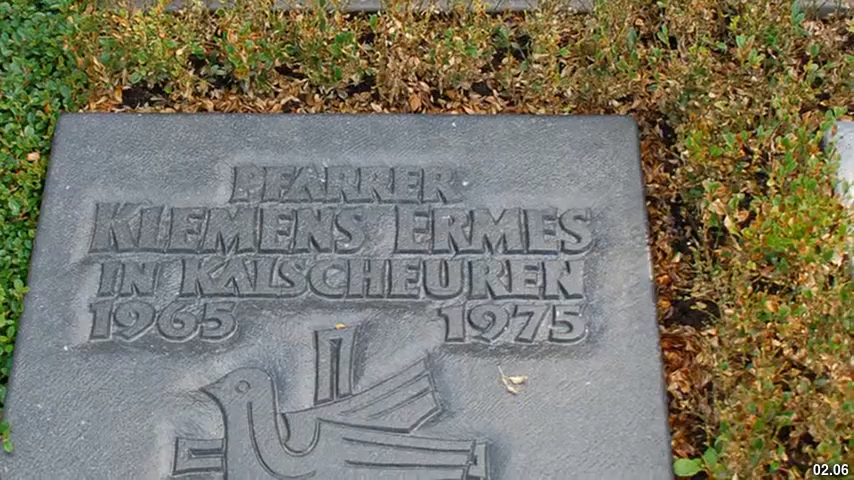 PFARRER
KLEMENS ERMES
IN KALSCHEUREN
1965 1975
02.06